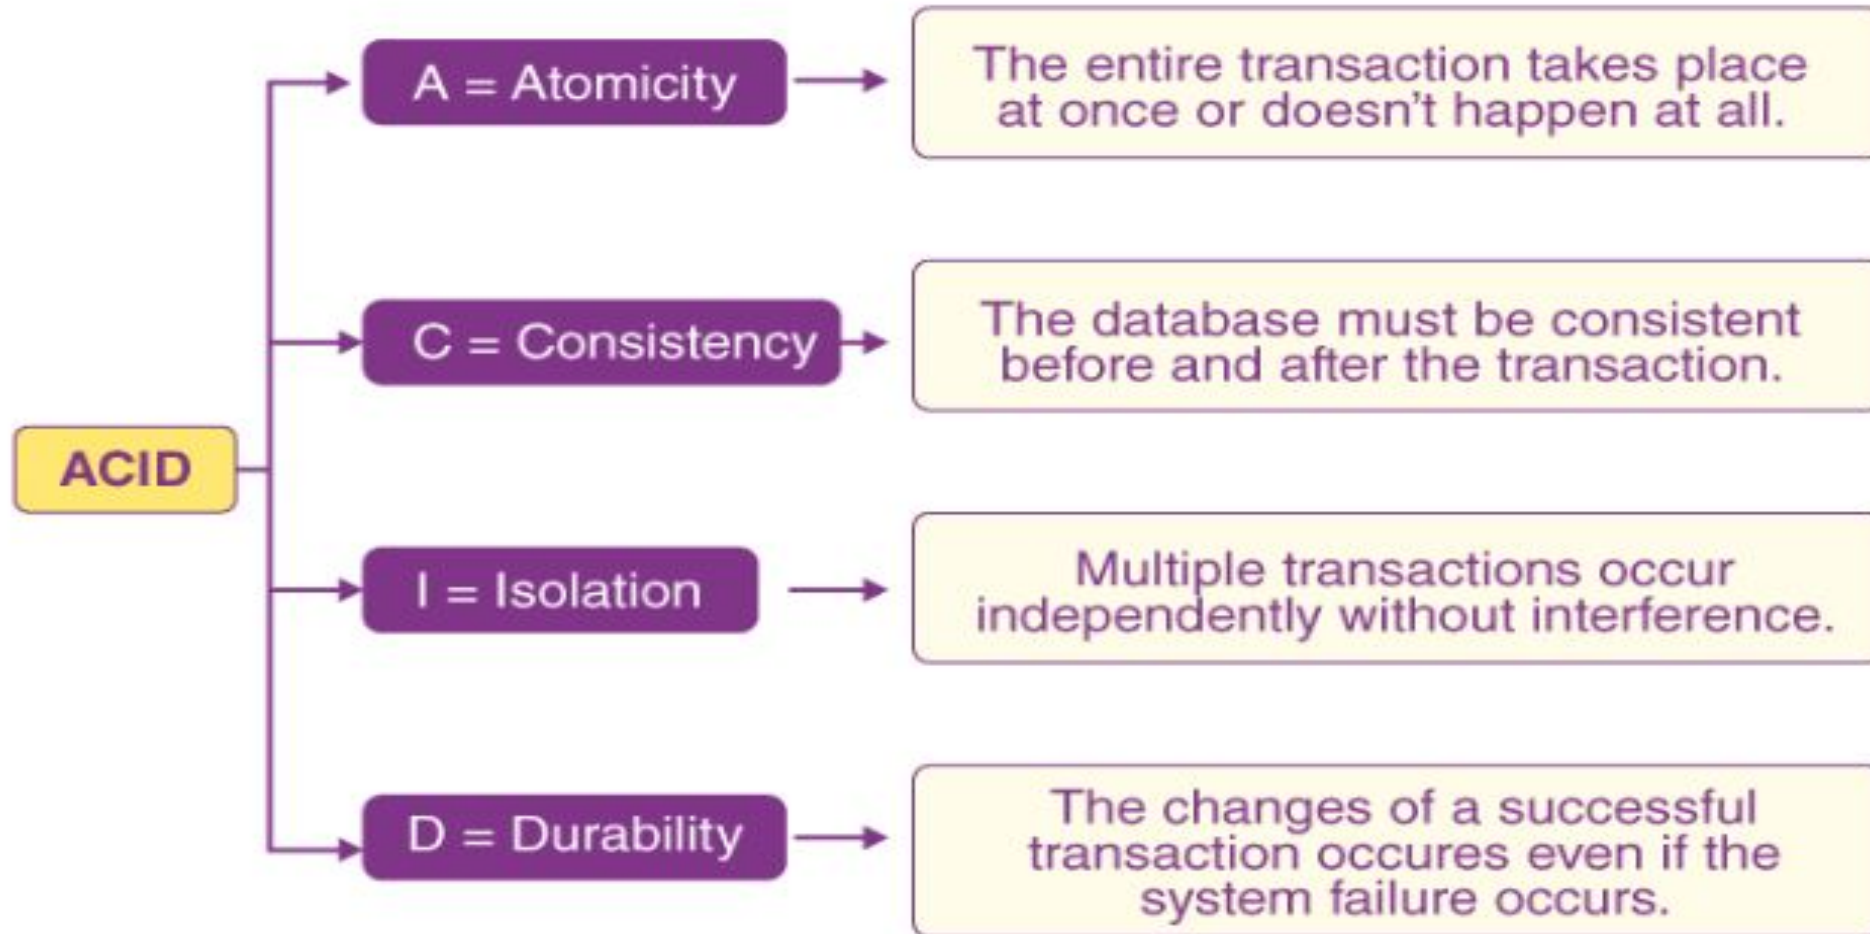 A = Atomicity
The entire transaction takes place
at once or doesn't happen at all.
C = Consistency
The database must be consistent
before and after the transaction.
ACID
I = Isolation
Multiple transactions occur
independently without interference.
D = Durability
The changes of a successful
transaction occures even if the
system failure occurs.